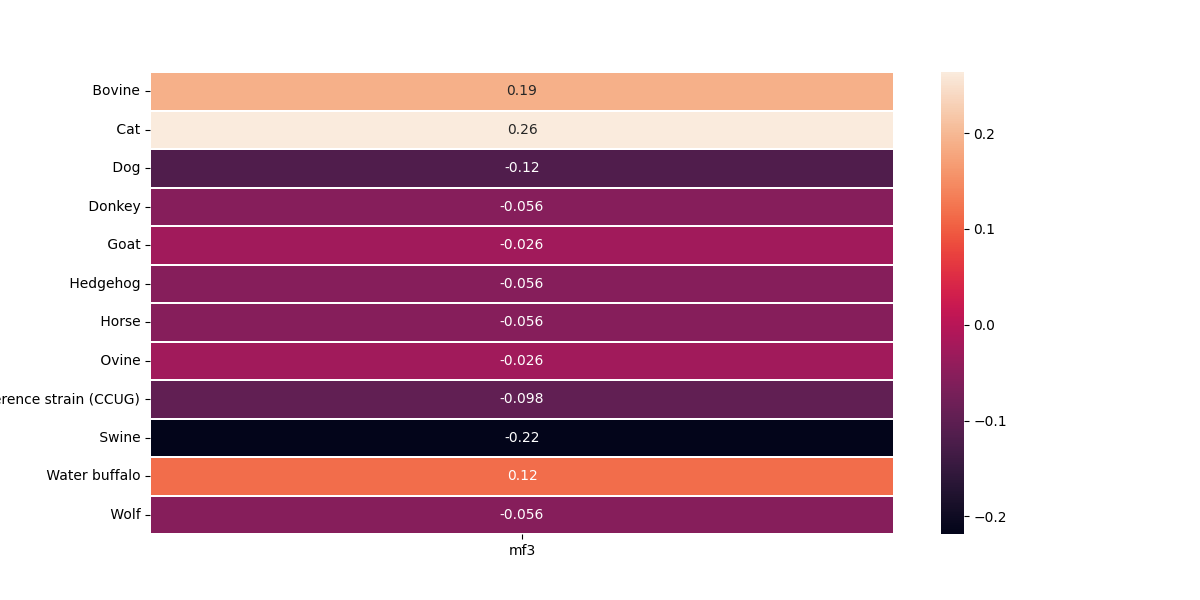 Bovine
0.19
Cat
0.26
Dog
-0.12
Donkey
-0.056
Goat
-0.026
Hedgehog
-0.056
Horse
-0.056
Ovine
-0.026
strain (CCUG)
-0.098
Swine
-0.22
Water buffalo
0.12
Wolf
-0.056
mf3
0.2
0.1
0.0
−0.1
−0.2